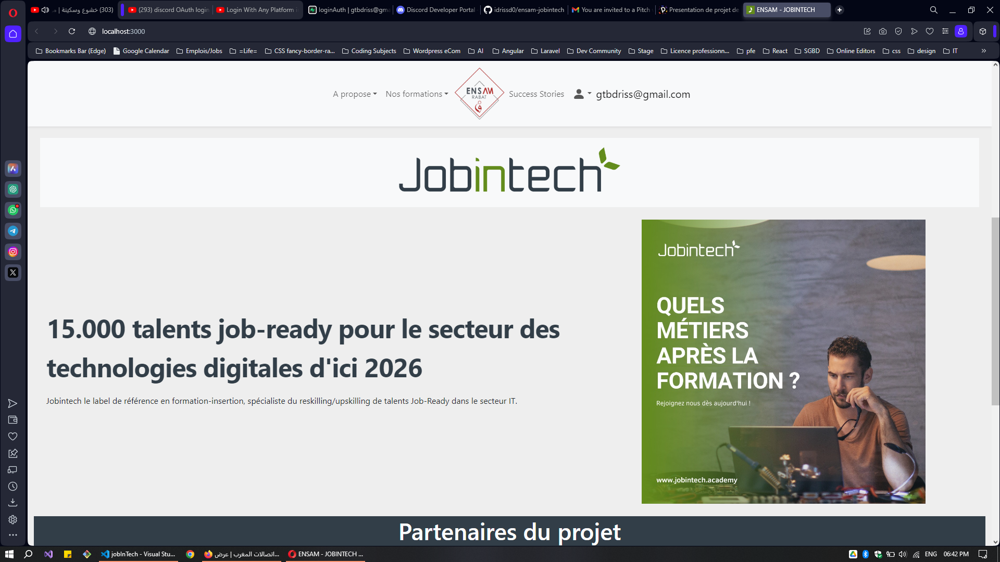 (303) خشوع وسكينة | م
(293) discord OAuth login
Login With Any Platform i
loginAuth | gtbdriss@gma
Discord Developer Portal
idrissd0/ensam-jobintech
You are invited to a Pitch
Presentation de projet de
ENSAM - JOBINTECH
localhost:3000
Bookmarks Bar (Edge)
Google Calendar
Emplois/Jobs
=Life=
CSS fancy-border-ra...
Coding Subjects
Wordpress eCom
AI
Angular
Laravel
Dev Community
Stage
Licence professionn...
pfe
React
SGBD
Online Editors
css
design
IT
A propose
Nos formations
ENSAM
RABAT
Success Stories
gtbdriss@gmail.com
Jobintech
15.000 talents job-ready pour le secteur des
technologies digitales d'ici 2026
Jobintech le label de référence en formation-insertion, spécialiste du reskilling/upskilling de talents Job-Ready dans le secteur IT.
Jobintech
QUELS
MÉTIERS
APRÈS LA
FORMATION ?
Rejoignez nous dès aujourd'hui !
www.jobintech.academy
Partenaires du projet
jobInTech - Visual Stu...
اتصالات المغرب | عرض...
ENSAM - JOBINTECH ...
ENG
06:42 PM